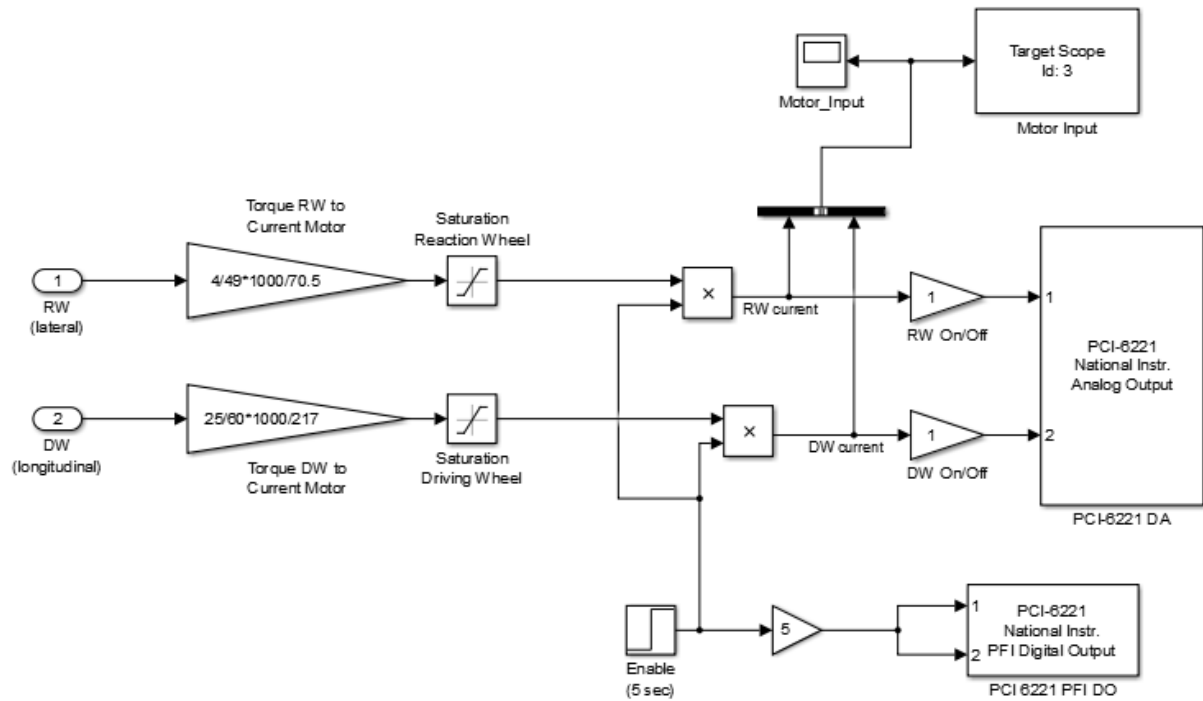 Target Scope
Id: 3
Motor_Input
Motor Input
Torque RW to
Current Motor
Saturation
Reaction Wheel
1
4/49*1000/70.5
×
1
1
RW
(lateral)
RW current
RW On/Off
PCI-6221
National Instr.
Analog Output
2
25/60*1000/217
×
1
2
DW
(longitudinal)
DW current
DW On/Off
Torque DW to
Current Motor
Saturation
Driving Wheel
PCI-6221 DA
Enable
(5 sec)
5
1
2
PCI-6221
National Instr.
PFI Digital Output
PCI 6221 PFI DO